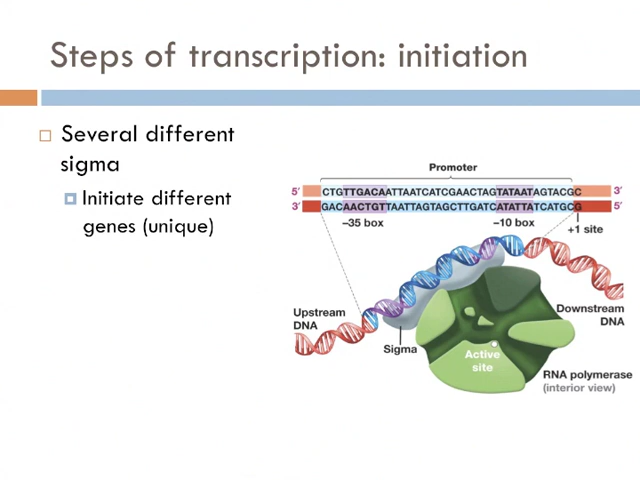 Steps of transcription: initiation
Several different
sigma
Initiate different
genes (unique)
Promoter
5′ CTGTTGACAATTAATCATCGAACTAGTATAATAGTACGCC 3′
3′ GACAACTGTTAATTAGTAGCTTGATCATATTATCATGCG 5′
–35 box –10 box
+1 site
Upstream
DNA
Downstream
DNA
Sigma
Active
site
RNA polymerase
(interior view)